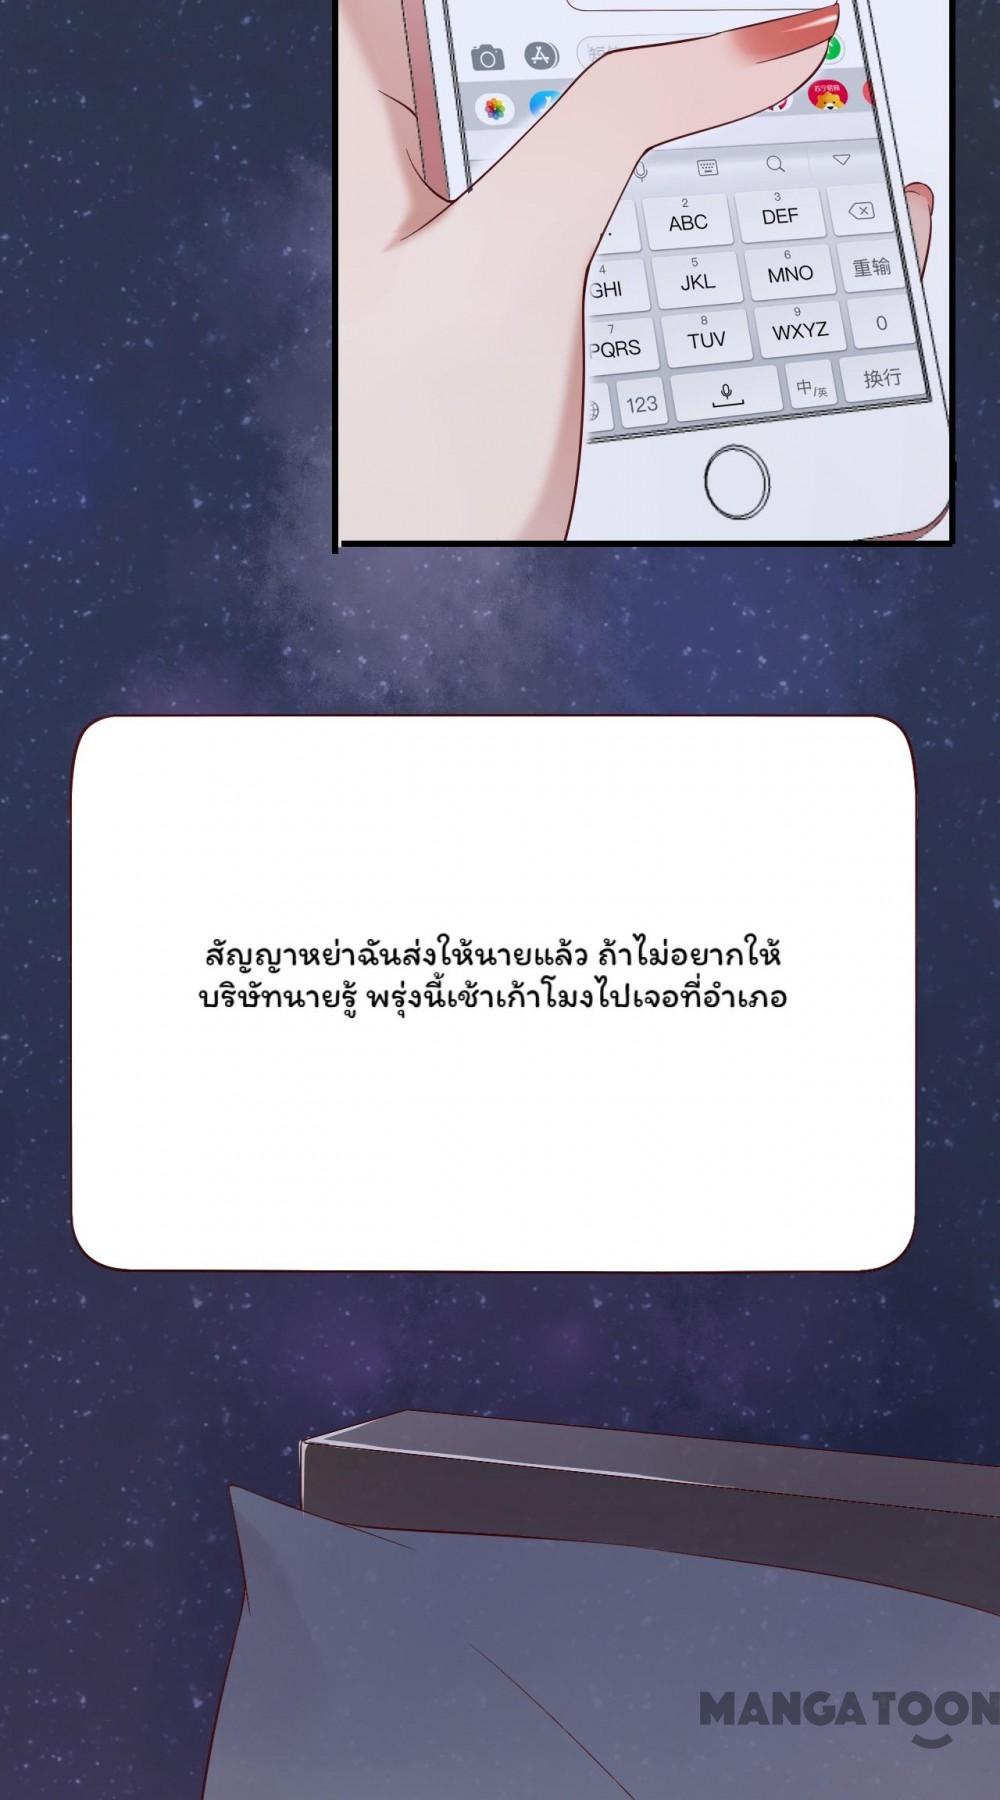 2
ABC
3
DEF
4
GHI
5
JKL
6
MNO
重输
7
PQRS
8
TUV
9
WXYZ
0
123
中/英
换行
สัญญาหย่าฉันส่งให้นายแล้ว ถ้าไม่อยากให้
บริษัทนายรู้ พรุ่งนี้เช้าเก้าโมงไปเจอที่อำเภอ
MANGATOON